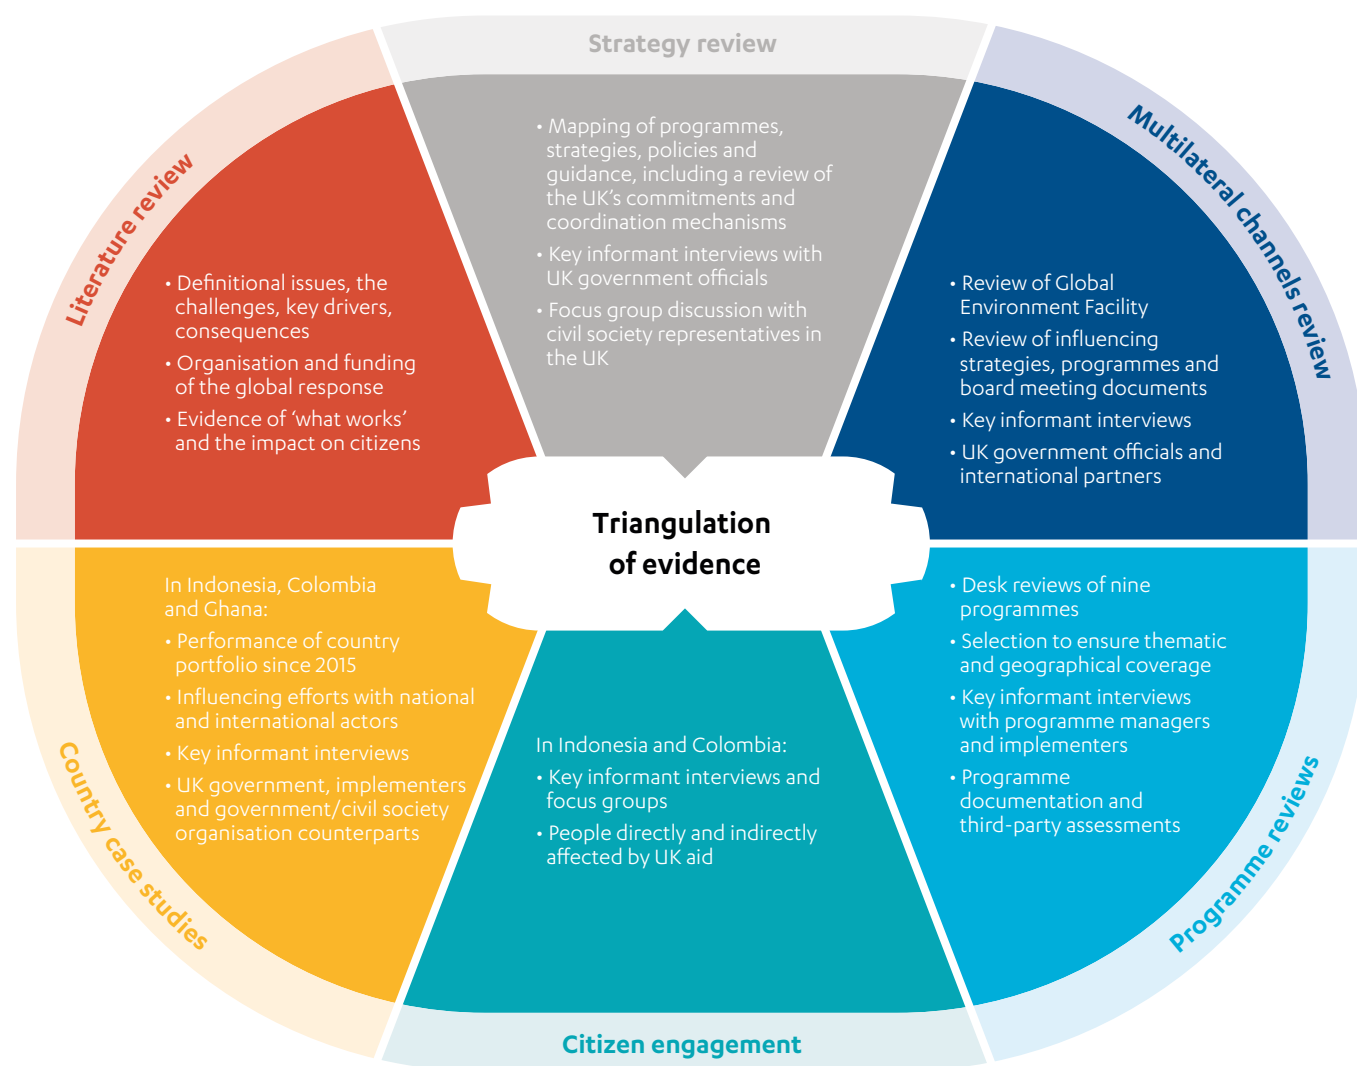 Strategy review
• Mapping of programmes,
strategies, policies and
guidance, including a review of
the UK’s commitments and
coordination mechanisms
• Key informant interviews with
UK government officials
• Focus group discussion with
civil society representatives in
the UK
Multilateral channels review
• Review of Global
Environment Facility
• Review of influencing
strategies, programmes and
board meeting documents
• Key informant interviews
• UK government officials and
international partners
Literature review
• Definitional issues, the
challenges, key drivers,
consequences
• Organisation and funding
of the global response
• Evidence of ‘what works’
and the impact on citizens
Triangulation
of evidence
Country case studies
In Indonesia, Colombia
and Ghana:
• Performance of country
portfolio since 2015
• Influencing efforts with national
and international actors
• Key informant interviews
• UK government, implementers
and government/civil society
organisation counterparts
In Indonesia and Colombia:
• Key informant interviews and
focus groups
• People directly and indirectly
affected by UK aid
Citizen engagement
• Desk reviews of nine
programmes
• Selection to ensure thematic
and geographical coverage
• Key informant interviews
with programme managers
and implementers
• Programme
documentation and
third-party assessments
Programme reviews